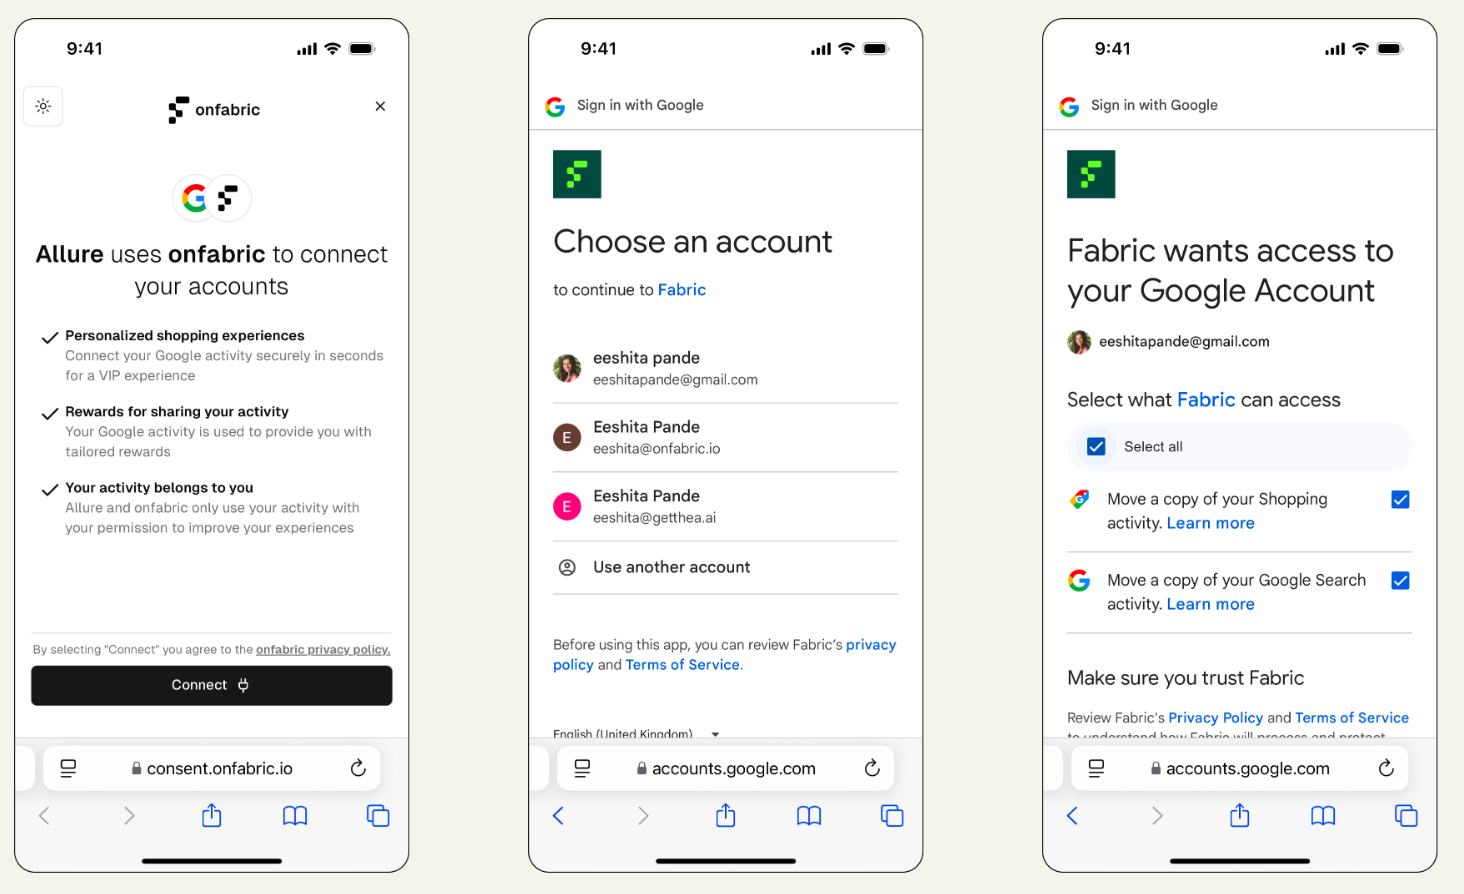 9:41
onfabric
Allure uses onfabric to connect
your accounts
Personalized shopping experiences
Connect your Google activity securely in seconds
for a VIP experience
Rewards for sharing your activity
Your Google activity is used to provide you with
tailored rewards
Your activity belongs to you
Allure and onfabric only use your activity with
your permission to improve your experiences
By selecting "Connect" you agree to the onfabric privacy policy.
Connect
consent.onfabric.io
9:41
Sign in with Google
Choose an account
to continue to Fabric
eeshita pande
eeshitapande@gmail.com
E
Eeshita Pande
eeshita@onfabric.io
E
Eeshita Pande
eeshita@getthea.ai
Use another account
Before using this app, you can review Fabric's privacy
policy and Terms of Service.
English (United Kingdom)
accounts.google.com
9:41
Sign in with Google
Fabric wants access to
your Google Account
eeshitapande@gmail.com
Select what Fabric can access
Select all
Move a copy of your Shopping
activity. Learn more
Move a copy of your Google Search
activity. Learn more
Make sure you trust Fabric
Review Fabric's Privacy Policy and Terms of Service
to understand how Fabric will process and protect
accounts.google.com